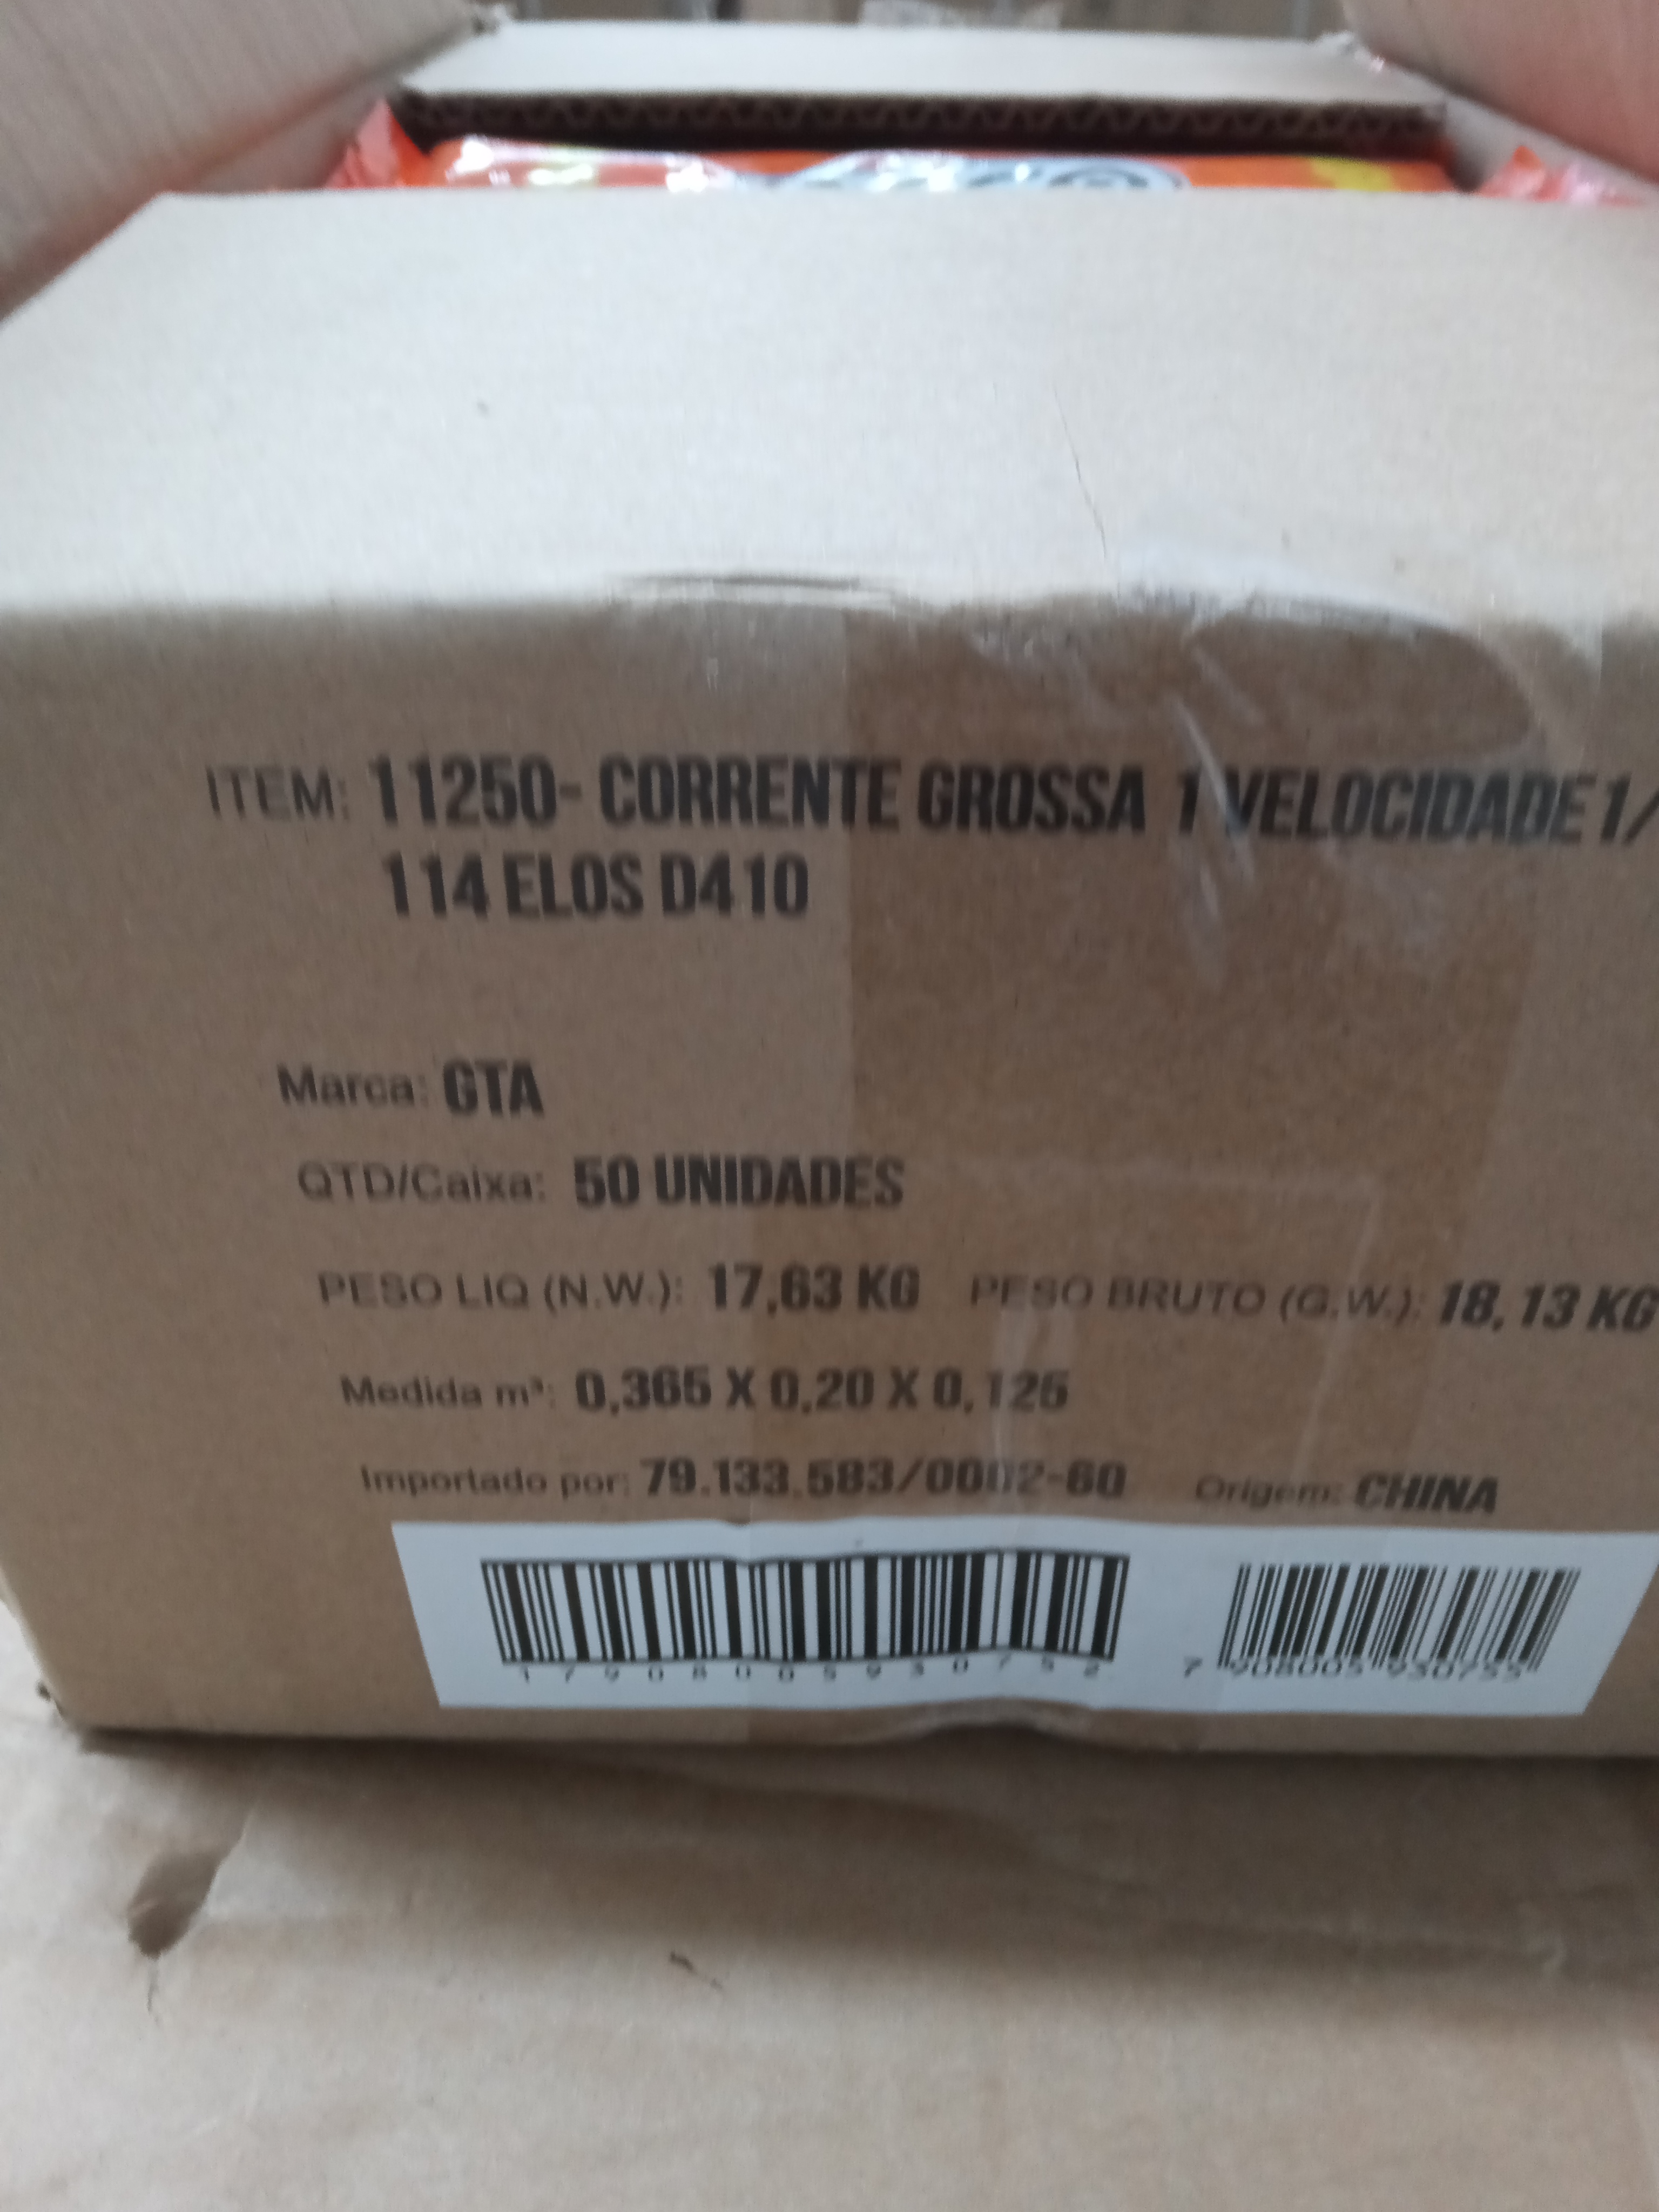 ITEM: 11250- CORRENTE GROSSA 1 VELOCIDADE 1/
114 ELOS D410
Marca: GTA
QTD/Caixa: 50 UNIDADES
PESO LIQ (N.W.): 17,63 KG PESO BRUTO (G.W.): 18,13 KG
Medida m³: 0,365 X 0,20 X 0,125
Importado por: 79.133.583/0002-60 Origem: CHINA
17908005930752 7 908005 930755